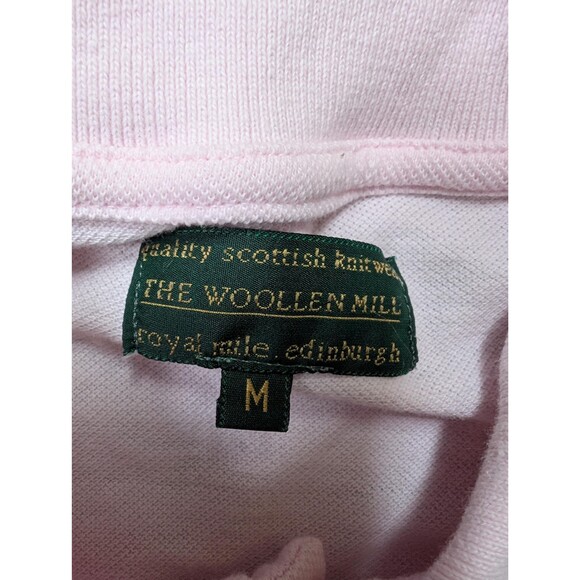 quality scottish knitwea
THE WOOLLEN MILL
royal mile edinburgh
M